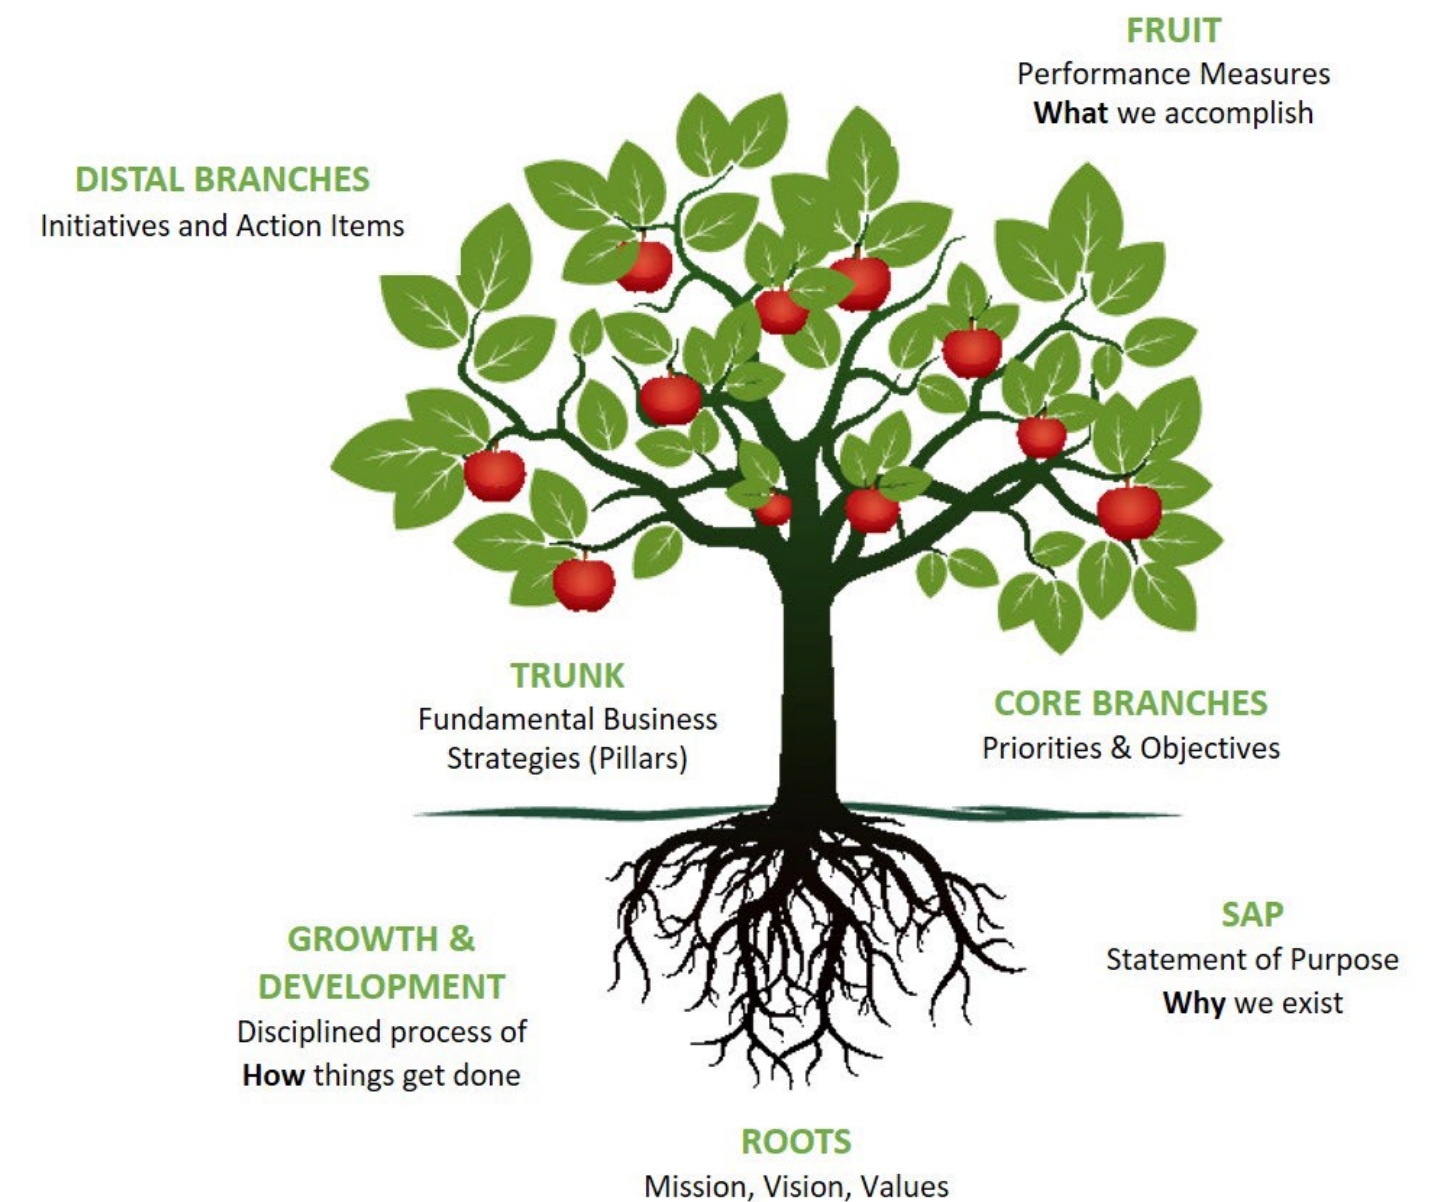 FRUIT
Performance Measures
What we accomplish
DISTAL BRANCHES
Initiatives and Action Items
TRUNK
Fundamental Business
Strategies (Pillars)
CORE BRANCHES
Priorities & Objectives
GROWTH &
DEVELOPMENT
Disciplined process of
How things get done
SAP
Statement of Purpose
Why we exist
ROOTS
Mission, Vision, Values